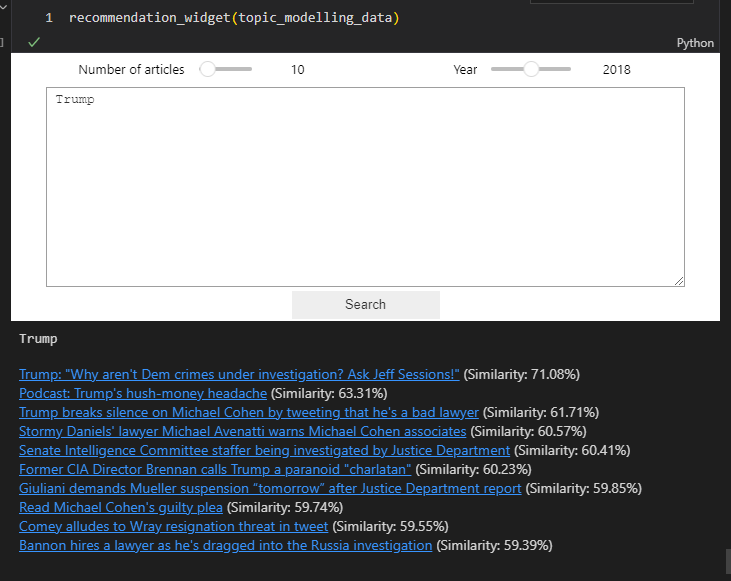 1 recommendation_widget(topic_modelling_data)
Python
Number of articles 10 Year 2018
Trump
Search
Trump
Trump: "Why aren't Dem crimes under investigation? Ask Jeff Sessions!" (Similarity: 71.08%)
Podcast: Trump's hush-money headache (Similarity: 63.31%)
Trump breaks silence on Michael Cohen by tweeting that he's a bad lawyer (Similarity: 61.71%)
Stormy Daniels' lawyer Michael Avenatti warns Michael Cohen associates (Similarity: 60.57%)
Senate Intelligence Committee staffer being investigated by Justice Department (Similarity: 60.41%)
Former CIA Director Brennan calls Trump a paranoid "charlatan" (Similarity: 60.23%)
Giuliani demands Mueller suspension “tomorrow” after Justice Department report (Similarity: 59.85%)
Read Michael Cohen's guilty plea (Similarity: 59.74%)
Comey alludes to Wray resignation threat in tweet (Similarity: 59.55%)
Bannon hires a lawyer as he's dragged into the Russia investigation (Similarity: 59.39%)